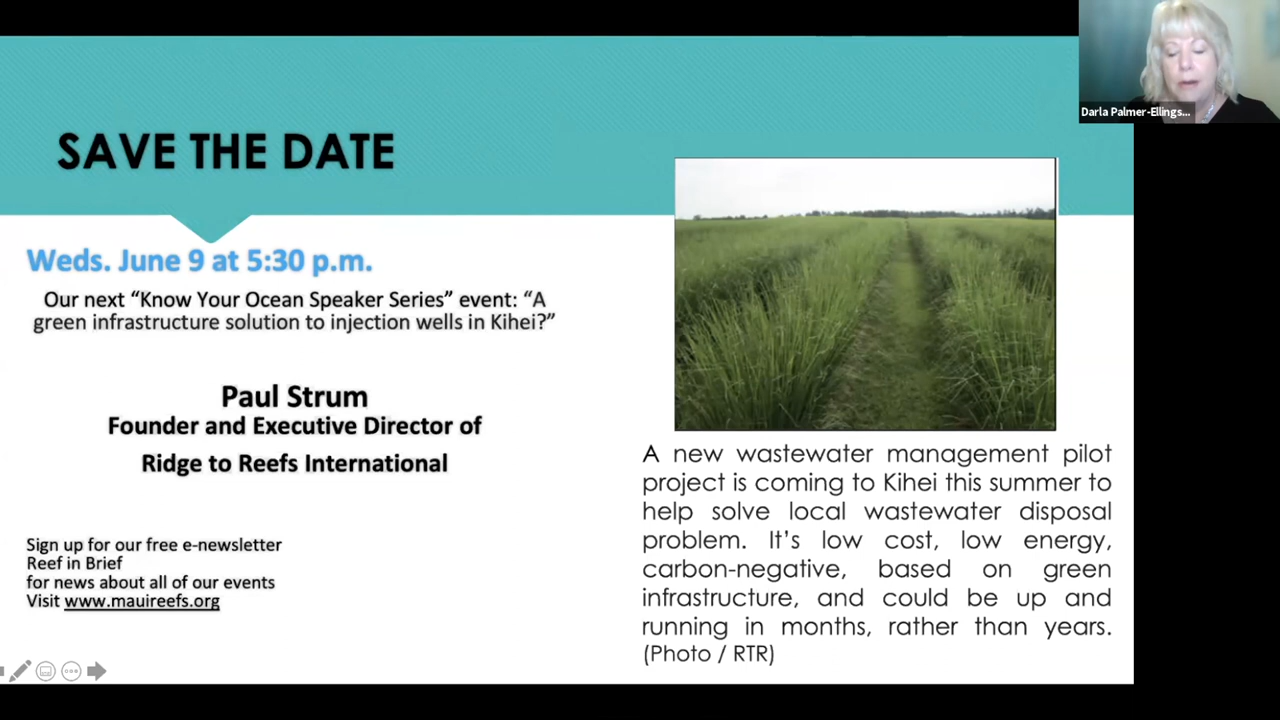 SAVE THE DATE
Weds. June 9 at 5:30 p.m.
Our next “Know Your Ocean Speaker Series” event: “A
green infrastructure solution to injection wells in Kihei?”
Paul Strum
Founder and Executive Director of
Ridge to Reefs International
Sign up for our free e-newsletter
Reef in Brief
for news about all of our events
Visit www.mauireefs.org
A new wastewater management pilot
project is coming to Kihei this summer to
help solve local wastewater disposal
problem. It’s low cost, low energy,
carbon-negative, based on green
infrastructure, and could be up and
running in months, rather than years.
(Photo / RTR)
Darla Palmer-Ellings...